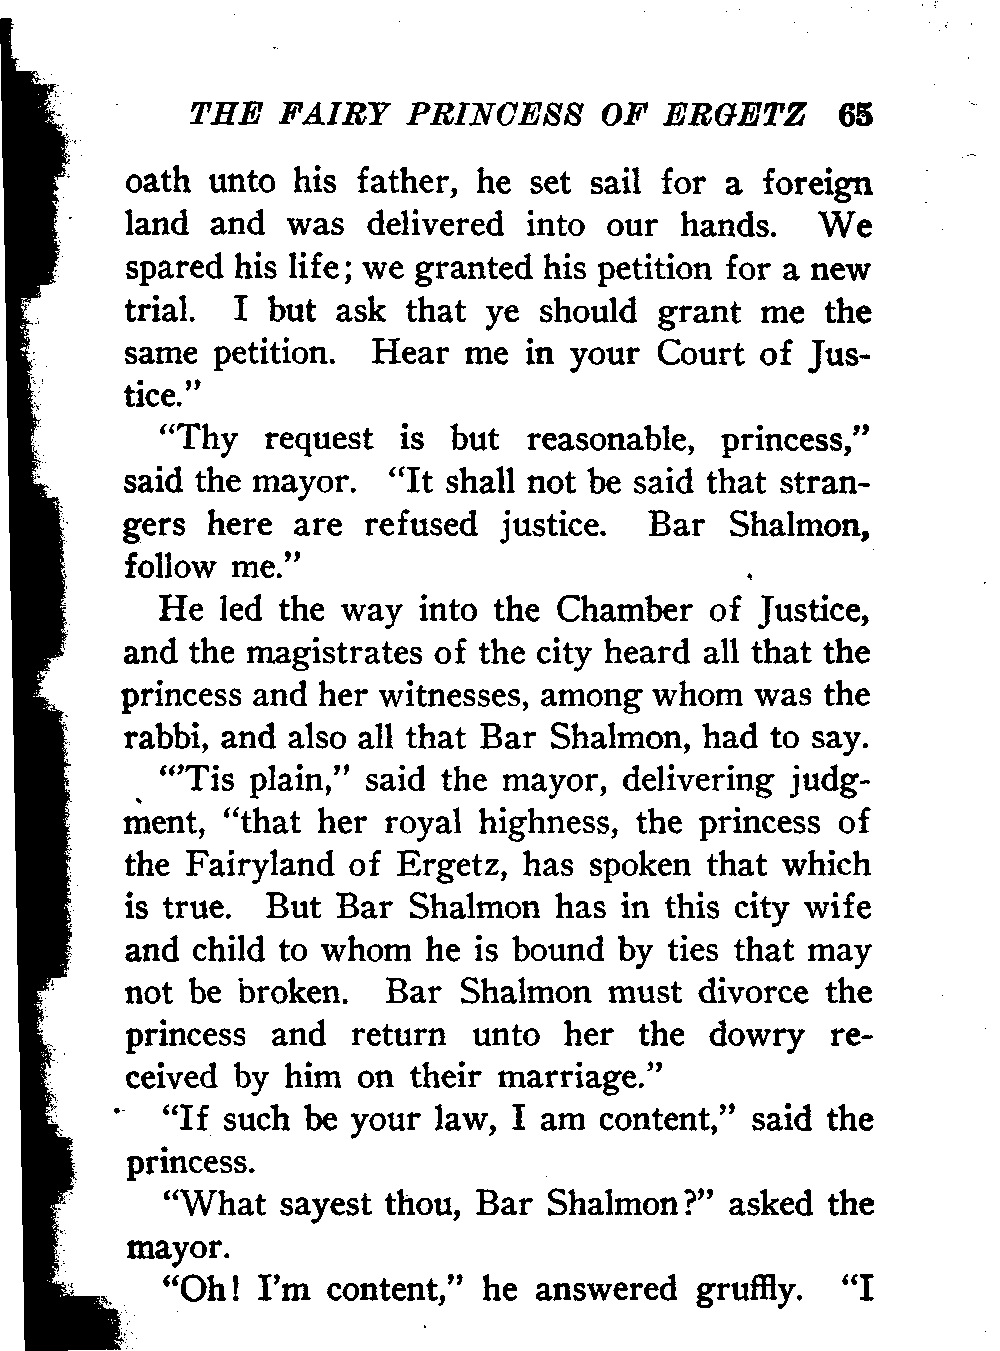 THE FAIRY PRINCESS OF ERGETZ 65
oath unto his father, he set sail for a foreign
land and was delivered into our hands. We
spared his life; we granted his petition for a new
trial. I but ask that ye should grant me the
same petition. Hear me in your Court of Jus-
tice."
"Thy request is but reasonable, princess,"
said the mayor. "It shall not be said that stran-
gers here are refused justice. Bar Shalmon,
follow me."
He led the way into the Chamber of Justice,
and the magistrates of the city heard all that the
princess and her witnesses, among whom was the
rabbi, and also all that Bar Shalmon, had to say.
"'Tis plain," said the mayor, delivering judg-
ment, "that her royal highness, the princess of
the Fairyland of Ergetz, has spoken that which
is true. But Bar Shalmon has in this city wife
and child to whom he is bound by ties that may
not be broken. Bar Shalmon must divorce the
princess and return unto her the dowry re-
ceived by him on their marriage."
"If such be your law, I am content," said the
princess.
"What sayest thou, Bar Shalmon?" asked the
mayor.
"Oh! I'm content," he answered gruffly. "I